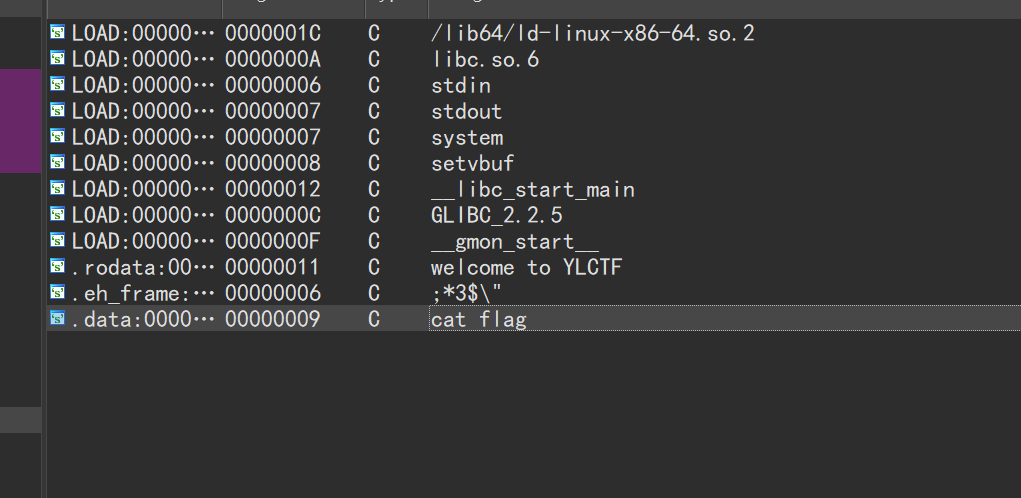 LOAD:00000… 0000001C C /lib64/ld-linux-x86-64.so.2
LOAD:00000… 0000000A C libc.so.6
LOAD:00000… 00000006 C stdin
LOAD:00000… 00000007 C stdout
LOAD:00000… 00000007 C system
LOAD:00000… 00000008 C setvbuf
LOAD:00000… 00000012 C __libc_start_main
LOAD:00000… 0000000C C GLIBC_2.2.5
LOAD:00000… 0000000F C __gmon_start__
.rodata:00… 00000011 C welcome to YLCTF
.eh_frame:… 00000006 C ;*3$\"
.data:0000… 00000009 C cat flag